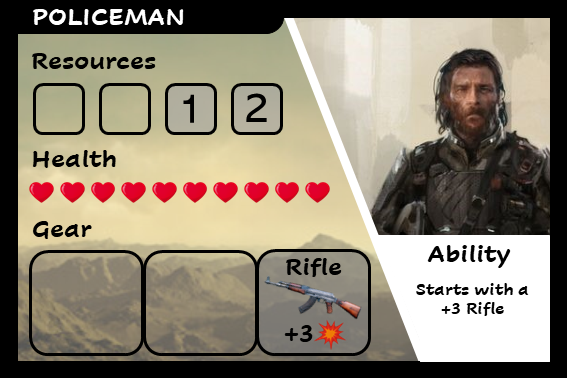 POLICEMAN
Resources
1 2
Health
Gear
Rifle
+3
Ability
Starts with a
+3 Rifle